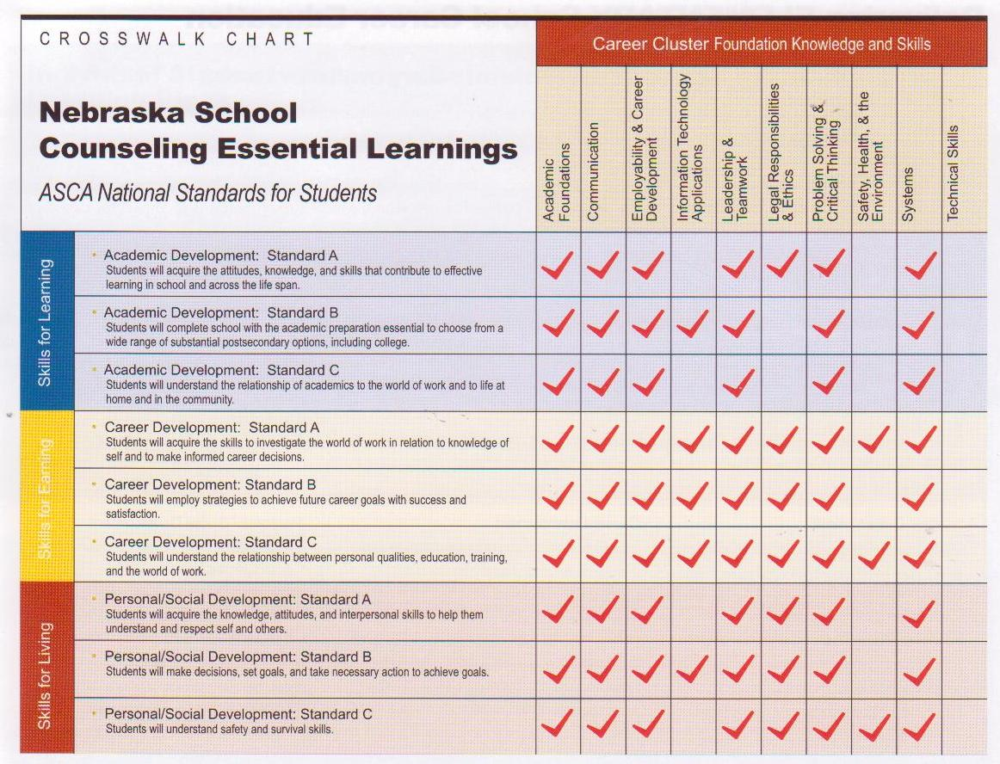 CROSSWALK CHART
Nebraska School
Counseling Essential Learnings
ASCA National Standards for Students
Career Cluster Foundation Knowledge and Skills
Academic
Foundations
Communication
Employability & Career
Development
Information Technology
Applications
Leadership &
Teamwork
Legal Responsibilities
& Ethics
Problem Solving &
Critical Thinking
Safety, Health, & the
Environment
Systems
Technical Skills
Skills for Learning
Academic Development: Standard A
Students will acquire the attitudes, knowledge, and skills that contribute to effective
learning in school and across the life span.
Academic Development: Standard B
Students will complete school with the academic preparation essential to choose from a
wide range of substantial postsecondary options, including college.
Academic Development: Standard C
Students will understand the relationship of academics to the world of work and to life at
home and in the community.
Skills for Earning
Career Development: Standard A
Students will acquire the skills to investigate the world of work in relation to knowledge of
self and to make informed career decisions.
Career Development: Standard B
Students will employ strategies to achieve future career goals with success and
satisfaction.
Career Development: Standard C
Students will understand the relationship between personal qualities, education, training,
and the world of work.
Skills for Living
Personal/Social Development: Standard A
Students will acquire the knowledge, attitudes, and interpersonal skills to help them
understand and respect self and others.
Personal/Social Development: Standard B
Students will make decisions, set goals, and take necessary action to achieve goals.
Personal/Social Development: Standard C
Students will understand safety and survival skills.